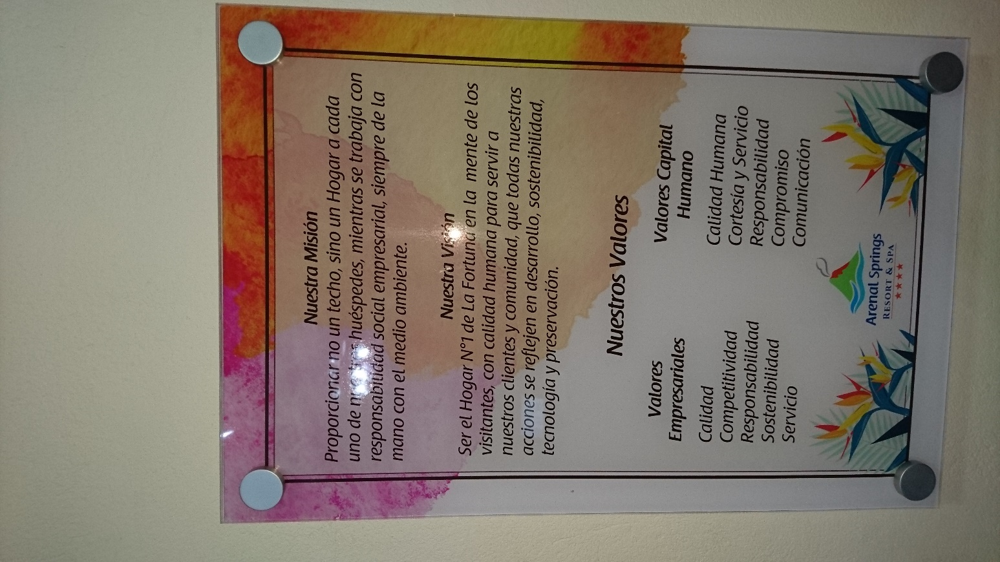 Nuestra Misión
Proporcionar no un techo, sino un Hogar a cada
uno de nuestros huéspedes, mientras se trabaja con
responsabilidad social empresarial, siempre de la
mano con el medio ambiente.
Nuestra Visión
Ser el Hogar N°1 de La Fortuna en la mente de los
visitantes, con calidad humana para servir a
nuestros clientes y comunidad, que todas nuestras
acciones se reflejen en desarrollo, sostenibilidad,
tecnología y preservación.
Nuestros Valores
Valores
Empresariales
Calidad
Competitividad
Responsabilidad
Sostenibilidad
Servicio
Valores Capital
Humano
Calidad Humana
Cortesía y Servicio
Responsabilidad
Compromiso
Comunicación
Arenal Springs
RESORT & SPA